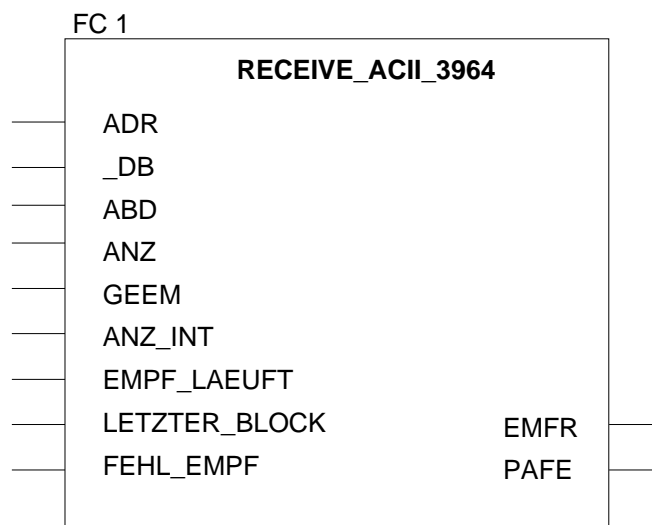 FC 1
RECEIVE_ACII_3964
ADR
_DB
ABD
ANZ
GEEM
ANZ_INT
EMPF_LAEUFT
LETZTER_BLOCK EMFR
FEHL_EMPF PAFE